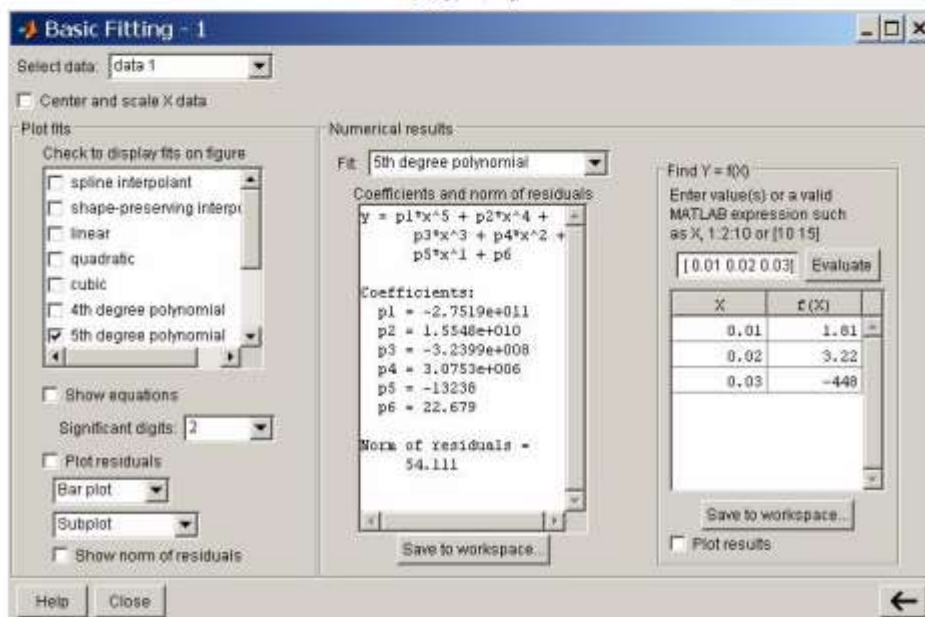 Basic Fitting - 1
Select data: data 1
Center and scale X data
Plot fits
Check to display fits on figure
spline interpolant
shape-preserving interp
linear
quadratic
cubic
4th degree polynomial
5th degree polynomial
Show equations
Significant digits: 2
Plot residuals
Bar plot
Subplot
Show norm of residuals
Numerical results
Fit: 5th degree polynomial
Coefficients and norm of residuals
y = p1*x^5 + p2*x^4 +
p3*x^3 + p4*x^2 +
p5*x^1 + p6
Coefficients:
p1 = -2.7519e+011
p2 = 1.5548e+010
p3 = -3.2399e+008
p4 = 3.0753e+006
p5 = -13238
p6 = 22.679
Norm of residuals =
54.111
Save to workspace...
Find Y = f(X)
Enter value(s) or a valid
MATLAB expression such
as X, 1:2:10 or [10 15]
[ 0.01 0.02 0.03[ Evaluate
X f(X)
0.01 1.81
0.02 3.22
0.03 -448
Save to workspace...
Plot results
Help Close